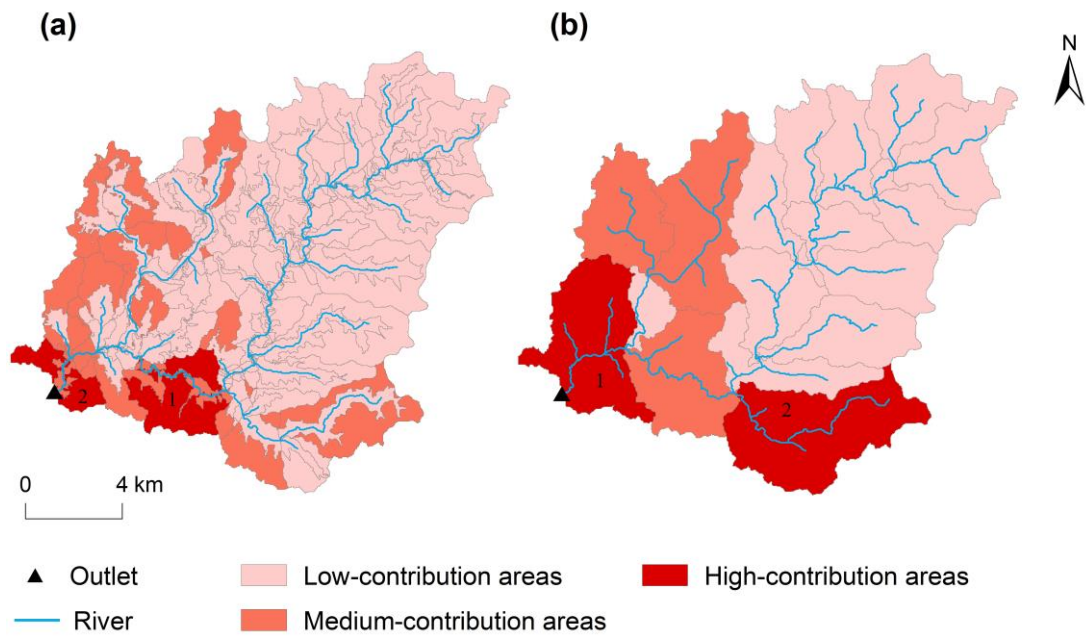 (a)
(b)
N
2
1
1
2
0 4 km
Outlet
Low-contribution areas
High-contribution areas
River
Medium-contribution areas